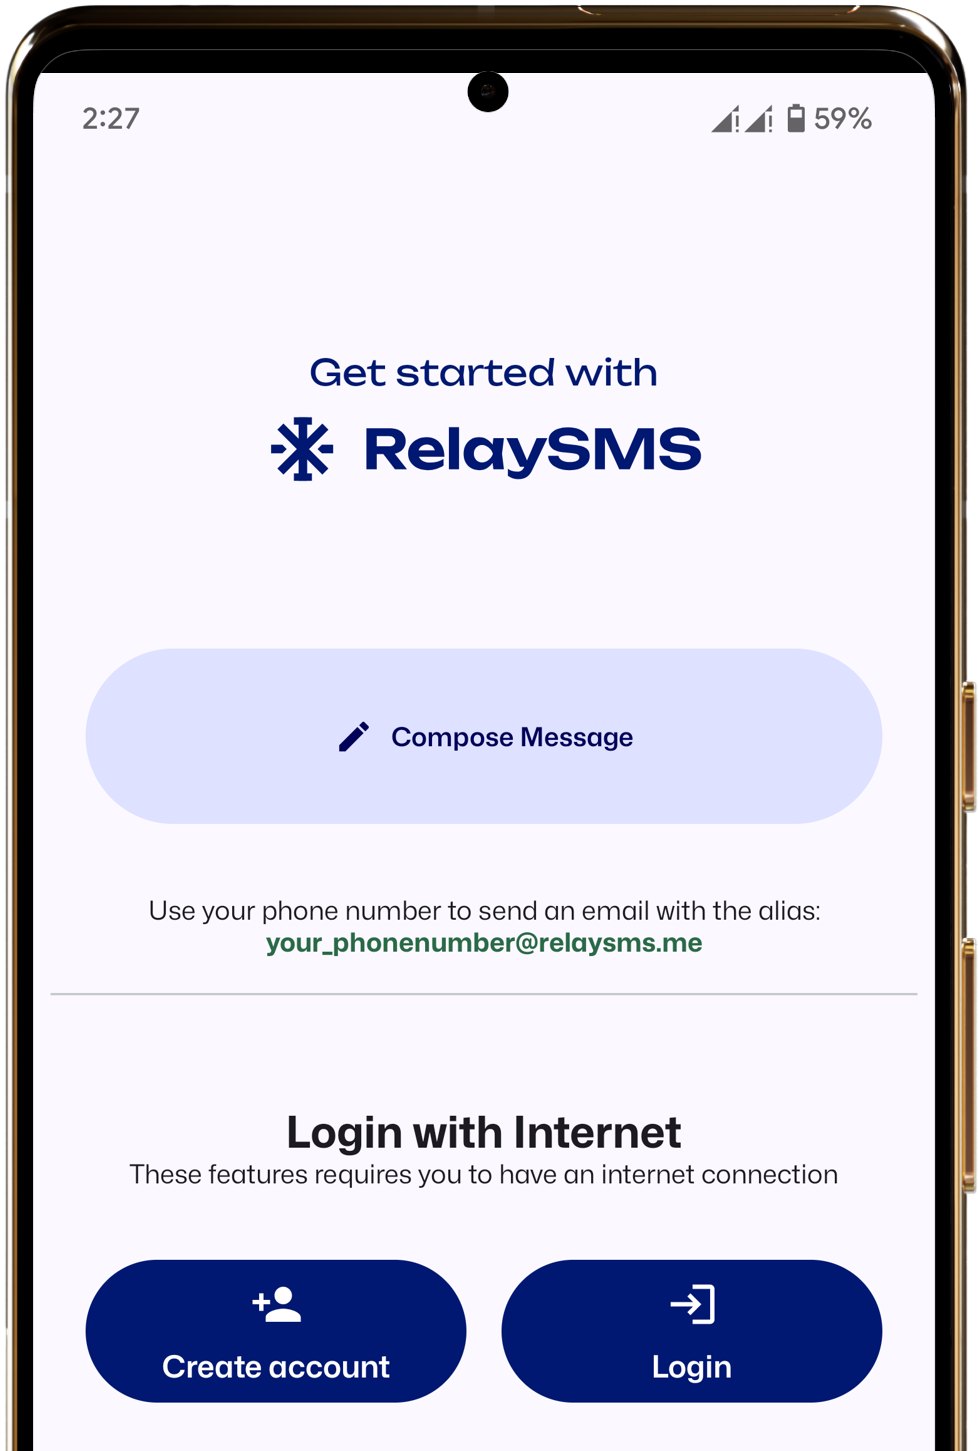 2:27
59%
Get started with
RelaySMS
Compose Message
Use your phone number to send an email with the alias:
your_phonenumber@relaysms.me
Login with Internet
These features requires you to have an internet connection
Create account
Login